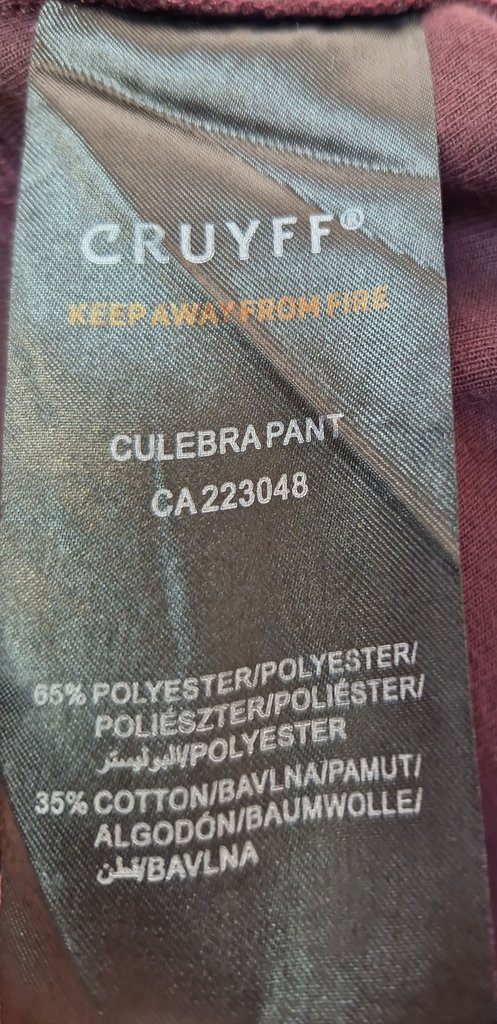 CRUYFF®
KEEP AWAY FROM FIRE
CULEBRA PANT
CA223048
65% POLYESTER/POLYESTER/
POLIÉSZTER/POLIÉSTER/
البوليستر/POLYESTER
35% COTTON/BAVLNA/PAMUT/
ALGODÓN/BAUMWOLLE/
قطن/BAVLNA